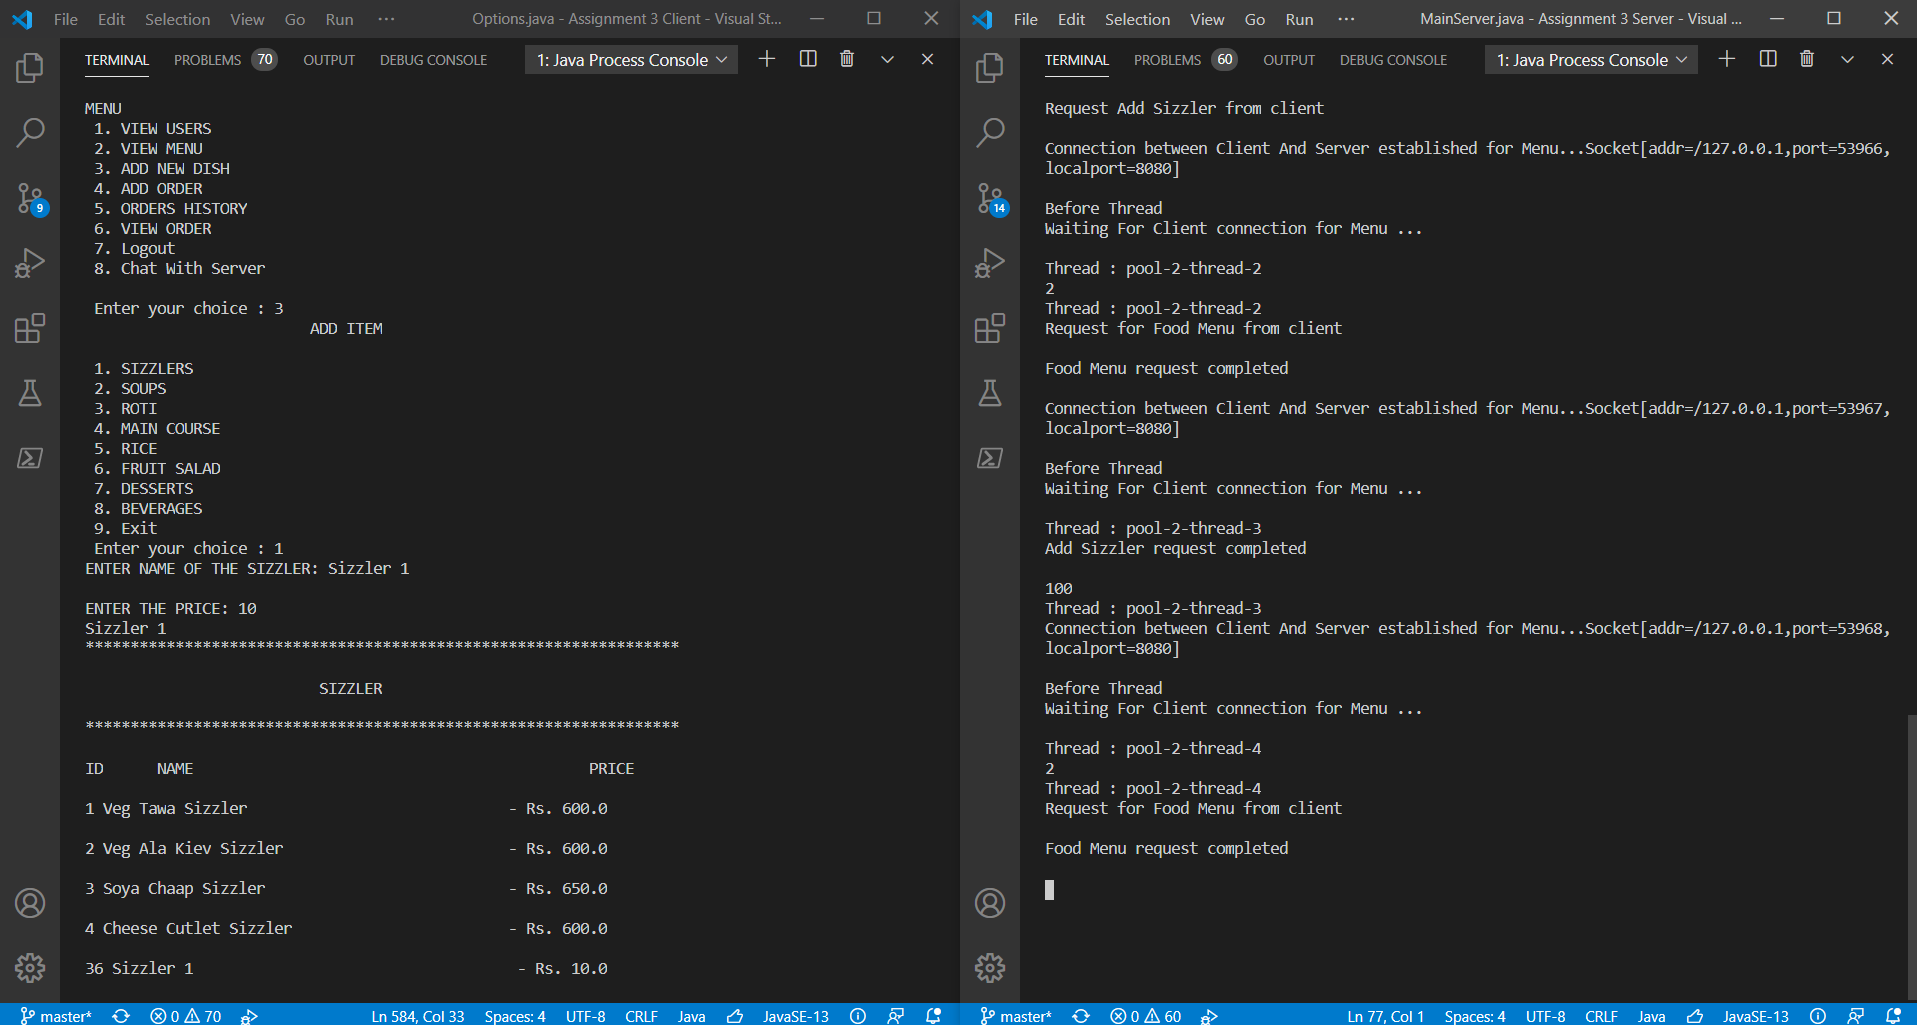 File Edit Selection View Go Run ··· Options.java - Assignment 3 Client - Visual St...
TERMINAL PROBLEMS 70 OUTPUT DEBUG CONSOLE 1: Java Process Console
9
MENU
1. VIEW USERS
2. VIEW MENU
3. ADD NEW DISH
4. ADD ORDER
5. ORDERS HISTORY
6. VIEW ORDER
7. Logout
8. Chat With Server
Enter your choice : 3
ADD ITEM
1. SIZZLERS
2. SOUPS
3. ROTI
4. MAIN COURSE
5. RICE
6. FRUIT SALAD
7. DESSERTS
8. BEVERAGES
9. Exit
Enter your choice : 1
ENTER NAME OF THE SIZZLER: Sizzler 1
ENTER THE PRICE: 10
Sizzler 1
******************************************************************
SIZZLER
******************************************************************
ID NAME PRICE
1 Veg Tawa Sizzler - Rs. 600.0
2 Veg Ala Kiev Sizzler - Rs. 600.0
3 Soya Chaap Sizzler - Rs. 650.0
4 Cheese Cutlet Sizzler - Rs. 600.0
36 Sizzler 1 - Rs. 10.0
master* 0 70 Ln 584, Col 33 Spaces: 4 UTF-8 CRLF Java JavaSE-13
File Edit Selection View Go Run ··· MainServer.java - Assignment 3 Server - Visual ...
TERMINAL PROBLEMS 60 OUTPUT DEBUG CONSOLE 1: Java Process Console
14
Request Add Sizzler from client
Connection between Client And Server established for Menu...Socket[addr=/127.0.0.1,port=53966,
localport=8080]
Before Thread
Waiting For Client connection for Menu ...
Thread : pool-2-thread-2
2
Thread : pool-2-thread-2
Request for Food Menu from client
Food Menu request completed
Connection between Client And Server established for Menu...Socket[addr=/127.0.0.1,port=53967,
localport=8080]
Before Thread
Waiting For Client connection for Menu ...
Thread : pool-2-thread-3
Add Sizzler request completed
100
Thread : pool-2-thread-3
Connection between Client And Server established for Menu...Socket[addr=/127.0.0.1,port=53968,
localport=8080]
Before Thread
Waiting For Client connection for Menu ...
Thread : pool-2-thread-4
2
Thread : pool-2-thread-4
Request for Food Menu from client
Food Menu request completed
master* 0 60 Ln 77, Col 1 Spaces: 4 UTF-8 CRLF Java JavaSE-13